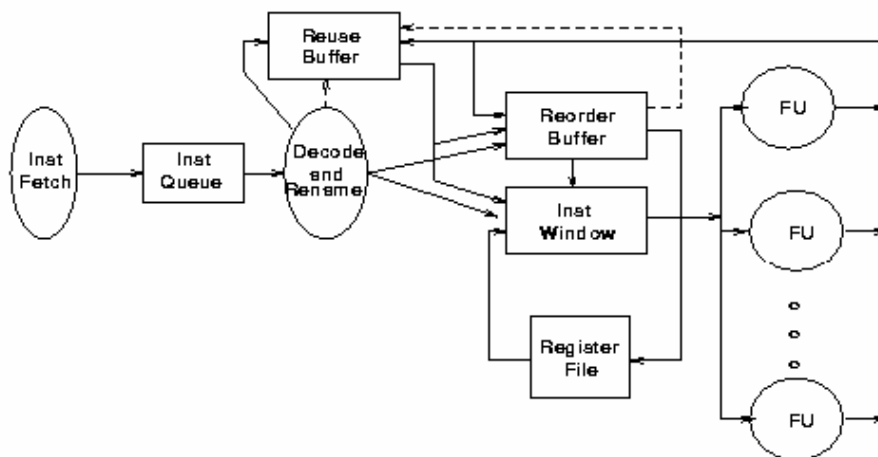 Reuse
Buffer
Inst
Fetch
Inst
Queue
Decode
and
Rename
Reorder
Buffer
Inst
Window
Register
File
FU
FU
FU